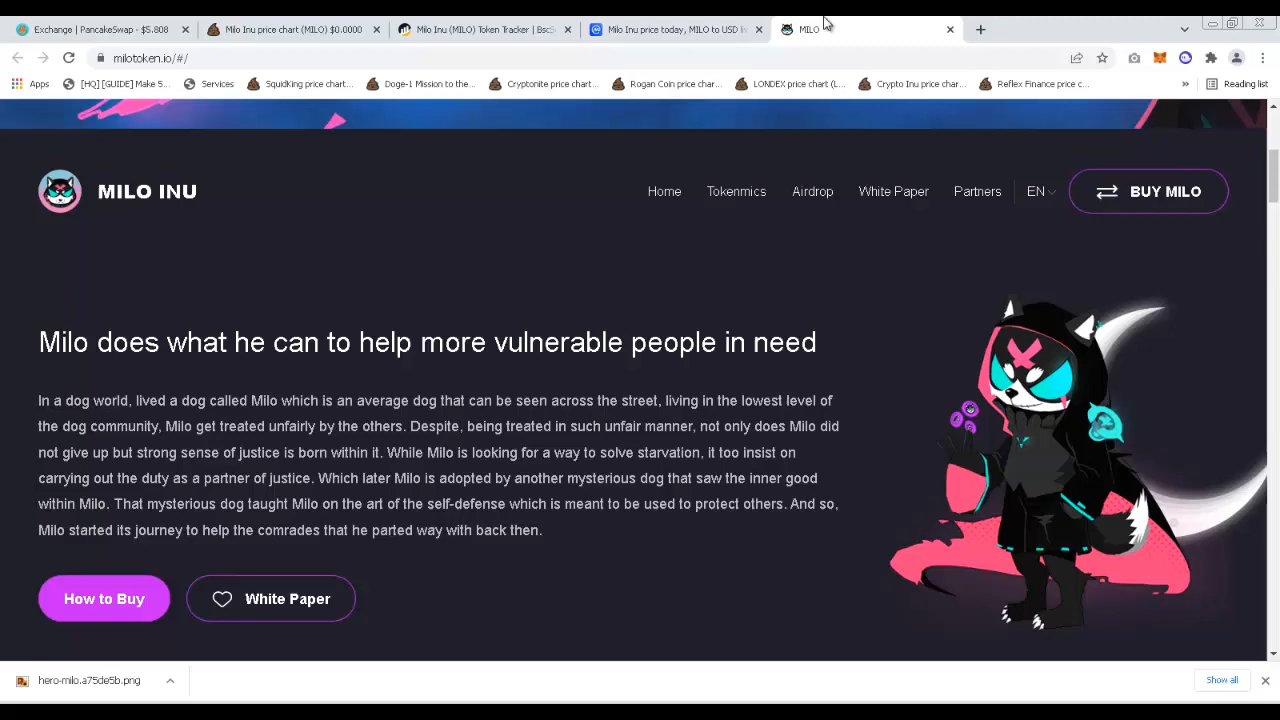 Exchange | PancakeSwap - $5.808
Milo Inu price chart (MILO) $0.0000
Milo Inu (MILO) Token Tracker | BscS
Milo Inu price today, MILO to USD li
MILO
milotoken.io/#/
Apps
[HQ] [GUIDE] Make 5...
Services
SquidKing price chart...
Doge-1 Mission to the...
Cryptonite price chart...
Rogan Coin price char...
LONDEX price chart (L...
Crypto Inu price char...
Reflex Finance price c...
»
Reading list
MILO INU
Home
Tokenmics
Airdrop
White Paper
Partners
EN
BUY MILO
Milo does what he can to help more vulnerable people in need
In a dog world, lived a dog called Milo which is an average dog that can be seen across the street, living in the lowest level of
the dog community, Milo get treated unfairly by the others. Despite, being treated in such unfair manner, not only does Milo did
not give up but strong sense of justice is born within it. While Milo is looking for a way to solve starvation, it too insist on
carrying out the duty as a partner of justice. Which later Milo is adopted by another mysterious dog that saw the inner good
within Milo. That mysterious dog taught Milo on the art of the self-defense which is meant to be used to protect others. And so,
Milo started its journey to help the comrades that he parted way with back then.
How to Buy
White Paper
hero-milo.a75de5b.png
Show all